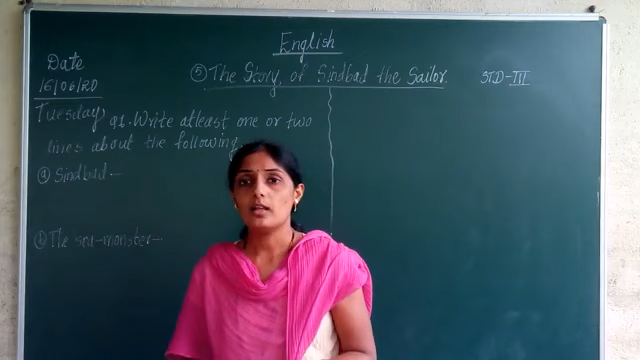 English
Date
16/06/20
⑤ The Story of Sindbad the Sailor.
STD-III
Tuesday
Q1. Write atleast one or two
lines about the following
ⓐ Sindbad—
ⓑ The sea-monster—